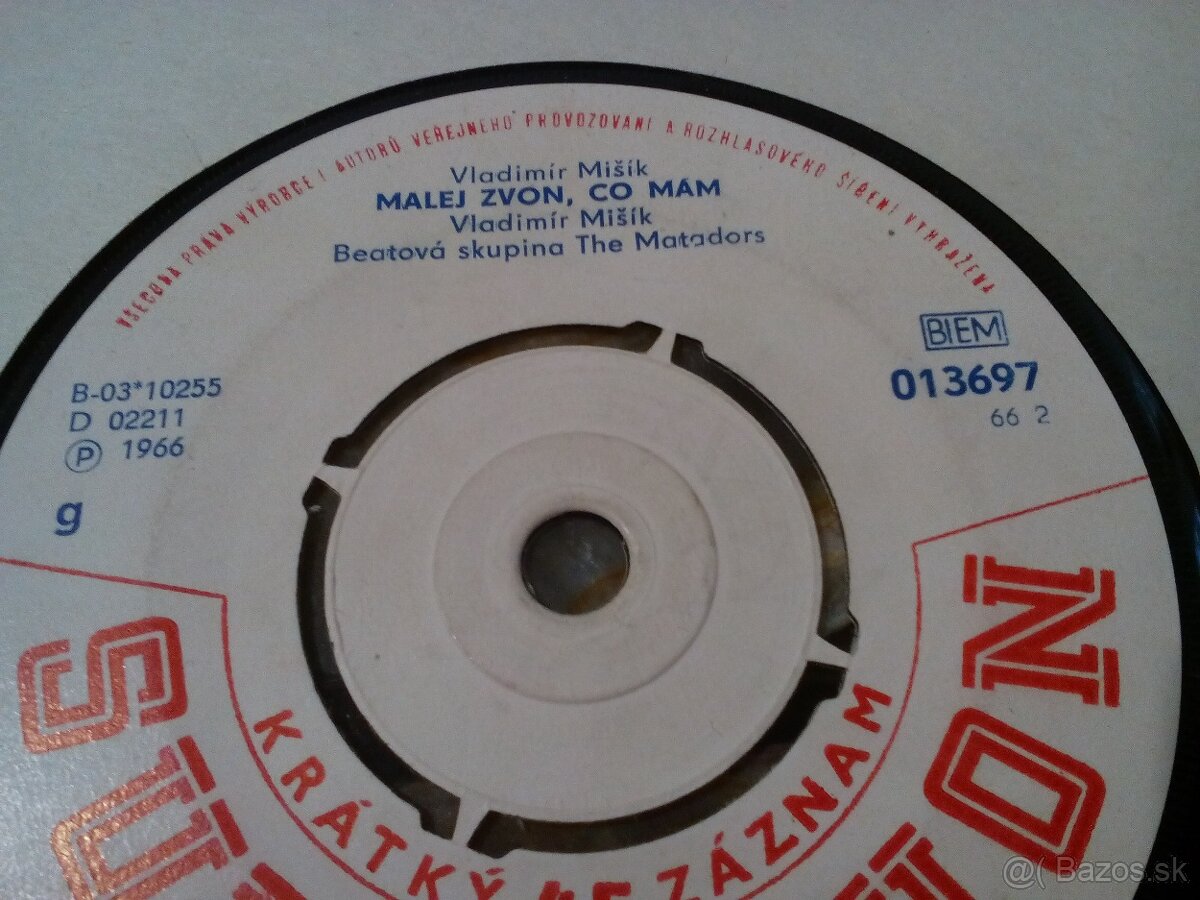 VŠECHNA PRÁVA VÝROBCE I AUTORŮ VEŘEJNÉHO PROVOZOVÁNÍ A ROZHLASOVÉHO ŠÍŘENÍ VYHRAŽENA
Vladimír Mišík
MALEJ ZVON, CO MÁM
Vladimír Mišík
Beatová skupina The Matadors
BIEM
013697
66 2
B-03*10255
D 02211
Ⓟ 1966
g
KRÁTKÝ ZÁZNAM
@( Bazos.sk